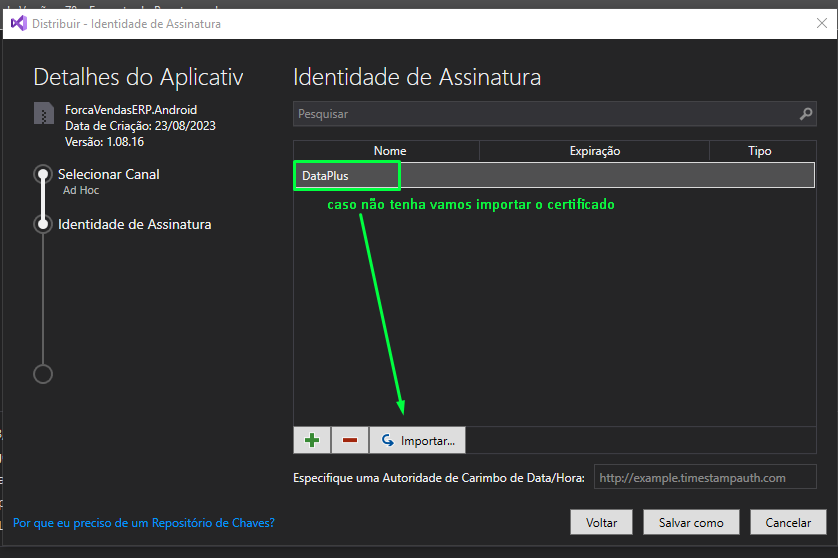 Distribuir - Identidade de Assinatura
Detalhes do Aplicativ
ForcaVendasERP.Android
Data de Criação: 23/08/2023
Versão: 1.08.16
Selecionar Canal
Ad Hoc
Identidade de Assinatura
Identidade de Assinatura
Pesquisar
Nome Expiração Tipo
DataPlus
caso não tenha vamos importar o certificado
Importar...
Especifique uma Autoridade de Carimbo de Data/Hora: http://example.timestampauth.com
Por que eu preciso de um Repositório de Chaves?
Voltar Salvar como Cancelar